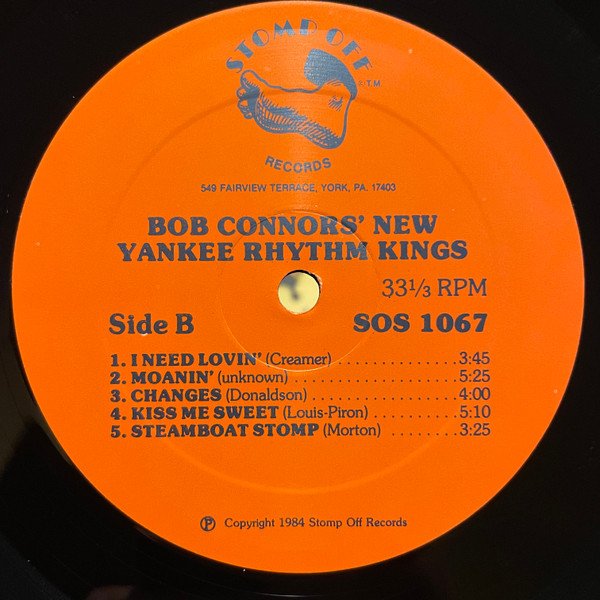 STOMP OFF
T.M.
RECORDS
549 FAIRVIEW TERRACE, YORK, PA. 17403
BOB CONNORS' NEW
YANKEE RHYTHM KINGS
33⅓ RPM
Side B SOS 1067
1. I NEED LOVIN' (Creamer) . . . . . . . . . . . . . . . 3:45
2. MOANIN' (unknown) . . . . . . . . . . . . . . . . . . . . 5:25
3. CHANGES (Donaldson) . . . . . . . . . . . . . . . . . 4:00
4. KISS ME SWEET (Louis-Piron) . . . . . . . . . . 5:10
5. STEAMBOAT STOMP (Morton) . . . . . . . . 3:25
Ⓟ Copyright 1984 Stomp Off Records